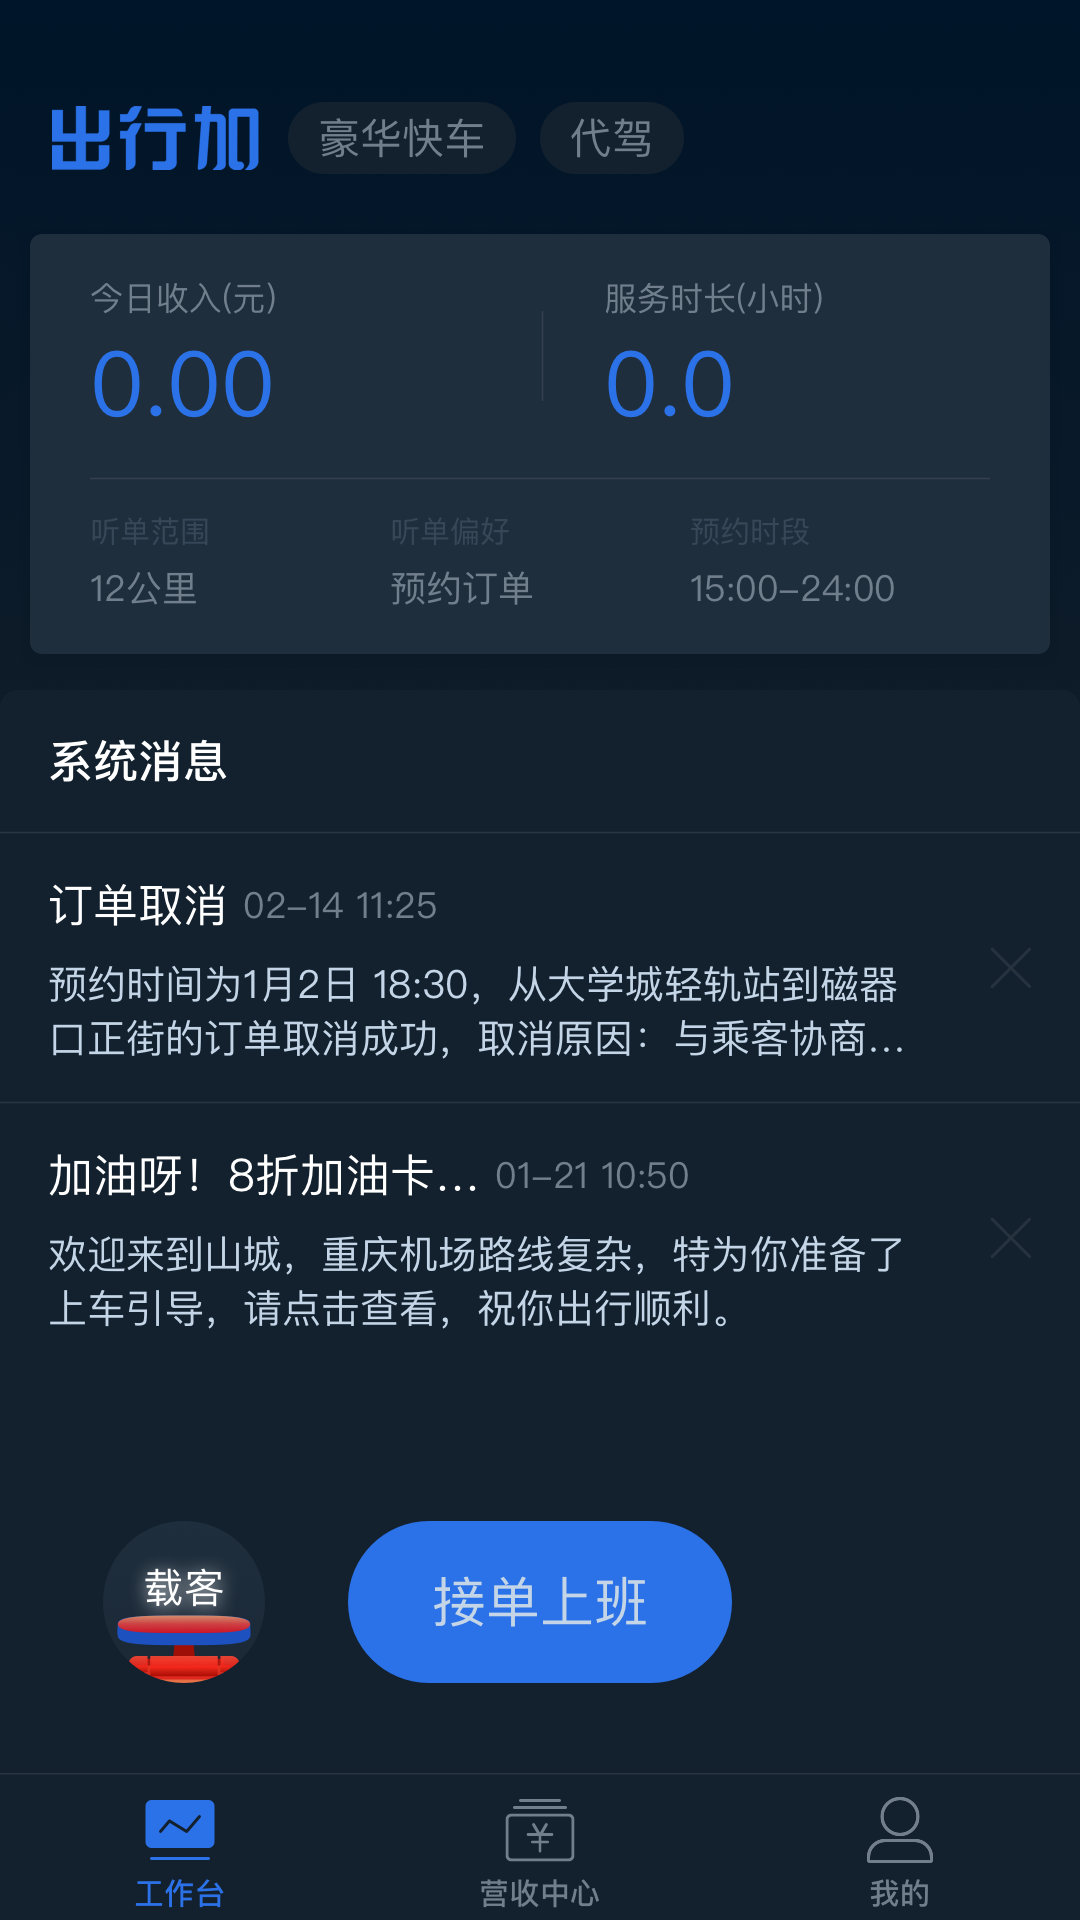 出行加 豪华快车 代驾
今日收入(元) 服务时长(小时)
0.00 0.0
听单范围 听单偏好 预约时段
12公里 预约订单 15:00-24:00
系统消息
订单取消 02-14 11:25
预约时间为1月2日 18:30，从大学城轻轨站到磁器
口正街的订单取消成功，取消原因：与乘客协商...
加油呀！8折加油卡... 01-21 10:50
欢迎来到山城，重庆机场路线复杂，特为你准备了
上车引导，请点击查看，祝你出行顺利。
载客 接单上班
工作台 营收中心 我的